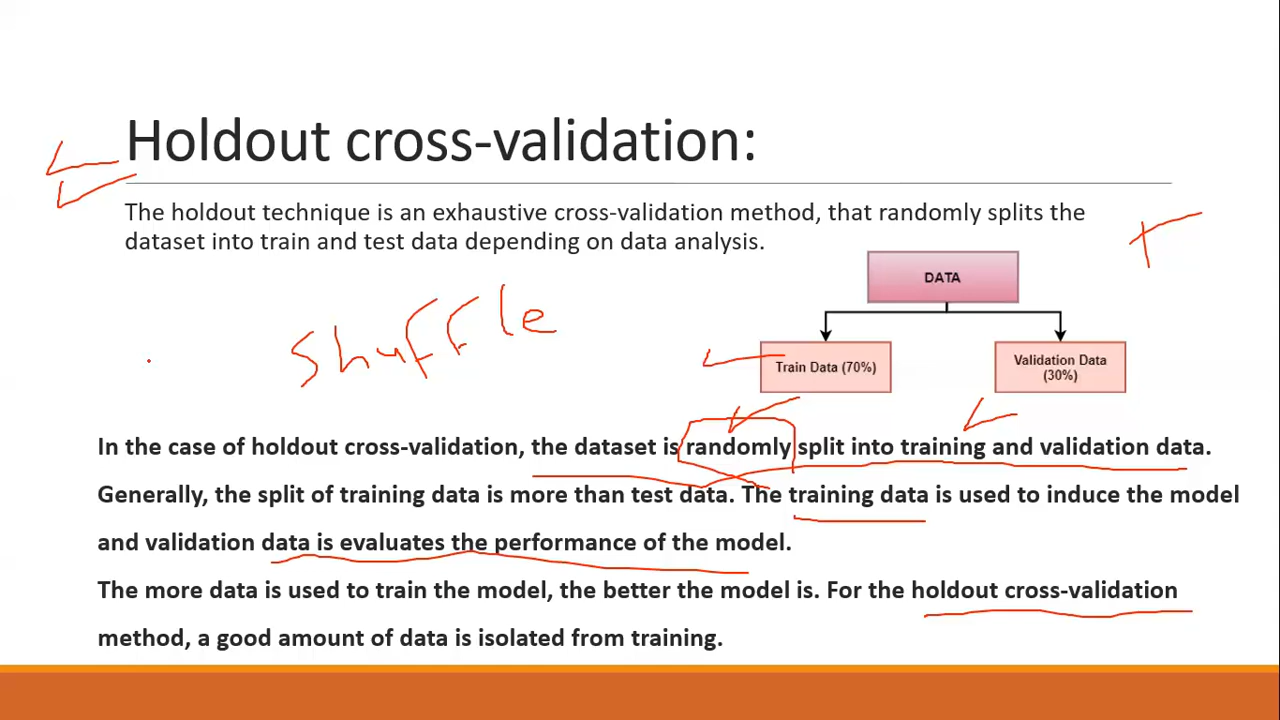 Holdout cross-validation:
The holdout technique is an exhaustive cross-validation method, that randomly splits the
dataset into train and test data depending on data analysis.
DATA
shuffle
Train Data (70%)
Validation Data
(30%)
In the case of holdout cross-validation, the dataset is randomly split into training and validation data.
Generally, the split of training data is more than test data. The training data is used to induce the model
and validation data is evaluates the performance of the model.
The more data is used to train the model, the better the model is. For the holdout cross-validation
method, a good amount of data is isolated from training.